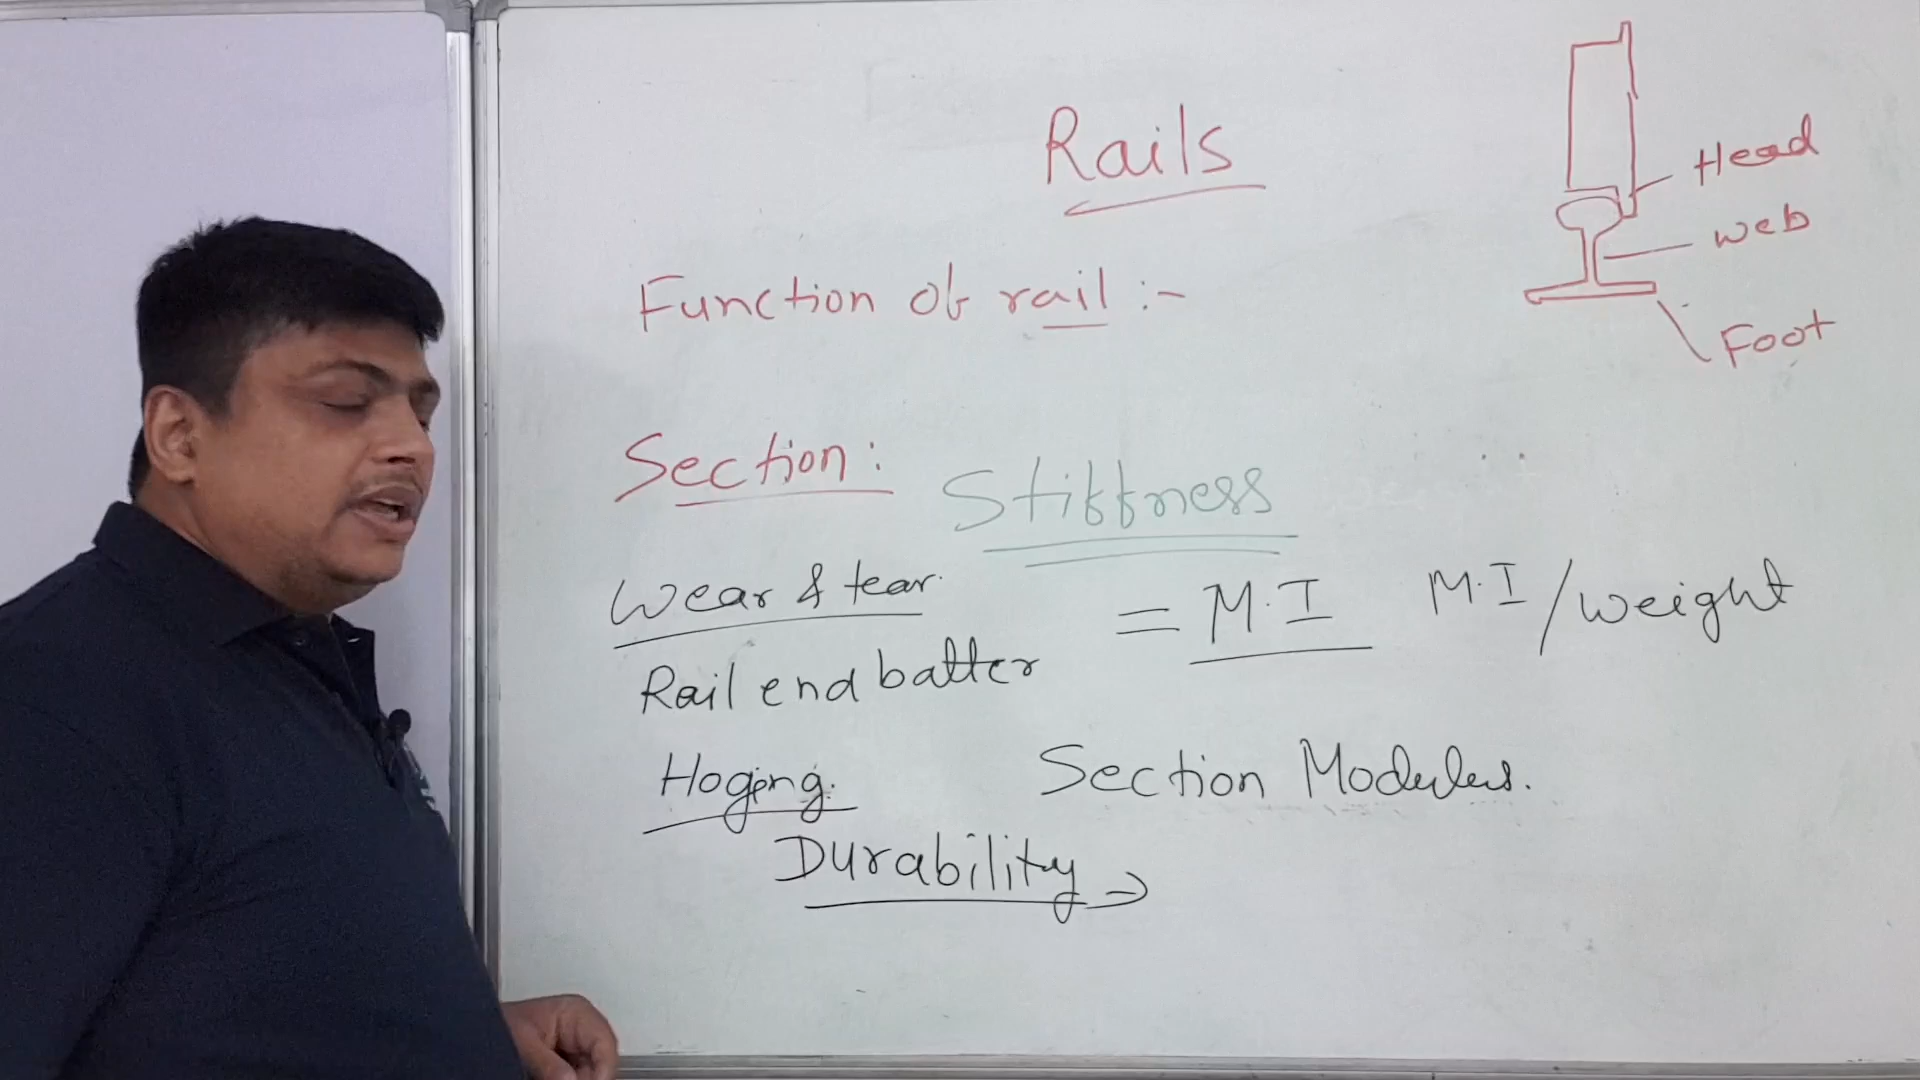 Rails
Head
web
Function of rail :-
Foot
Section :
Stiffness
Wear & tear.
= M.I
M.I/weight
Rail end batter
Hoging.
Section Modulus.
Durability →